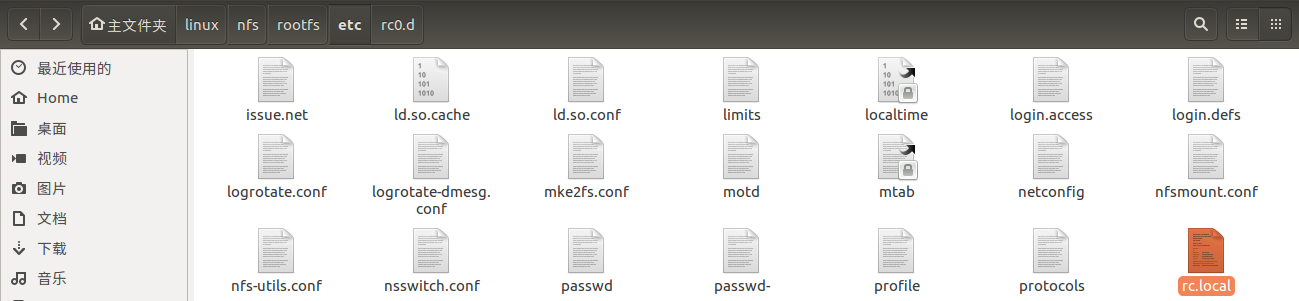 主文件夹 linux nfs rootfs etc rc0.d
最近使用的
Home
桌面
视频
图片
文档
下载
音乐
issue.net ld.so.cache ld.so.conf limits localtime login.access login.defs
logrotate.conf logrotate-dmesg.conf mke2fs.conf motd mtab netconfig nfsmount.conf
nfs-utils.conf nsswitch.conf passwd passwd- profile protocols rc.local